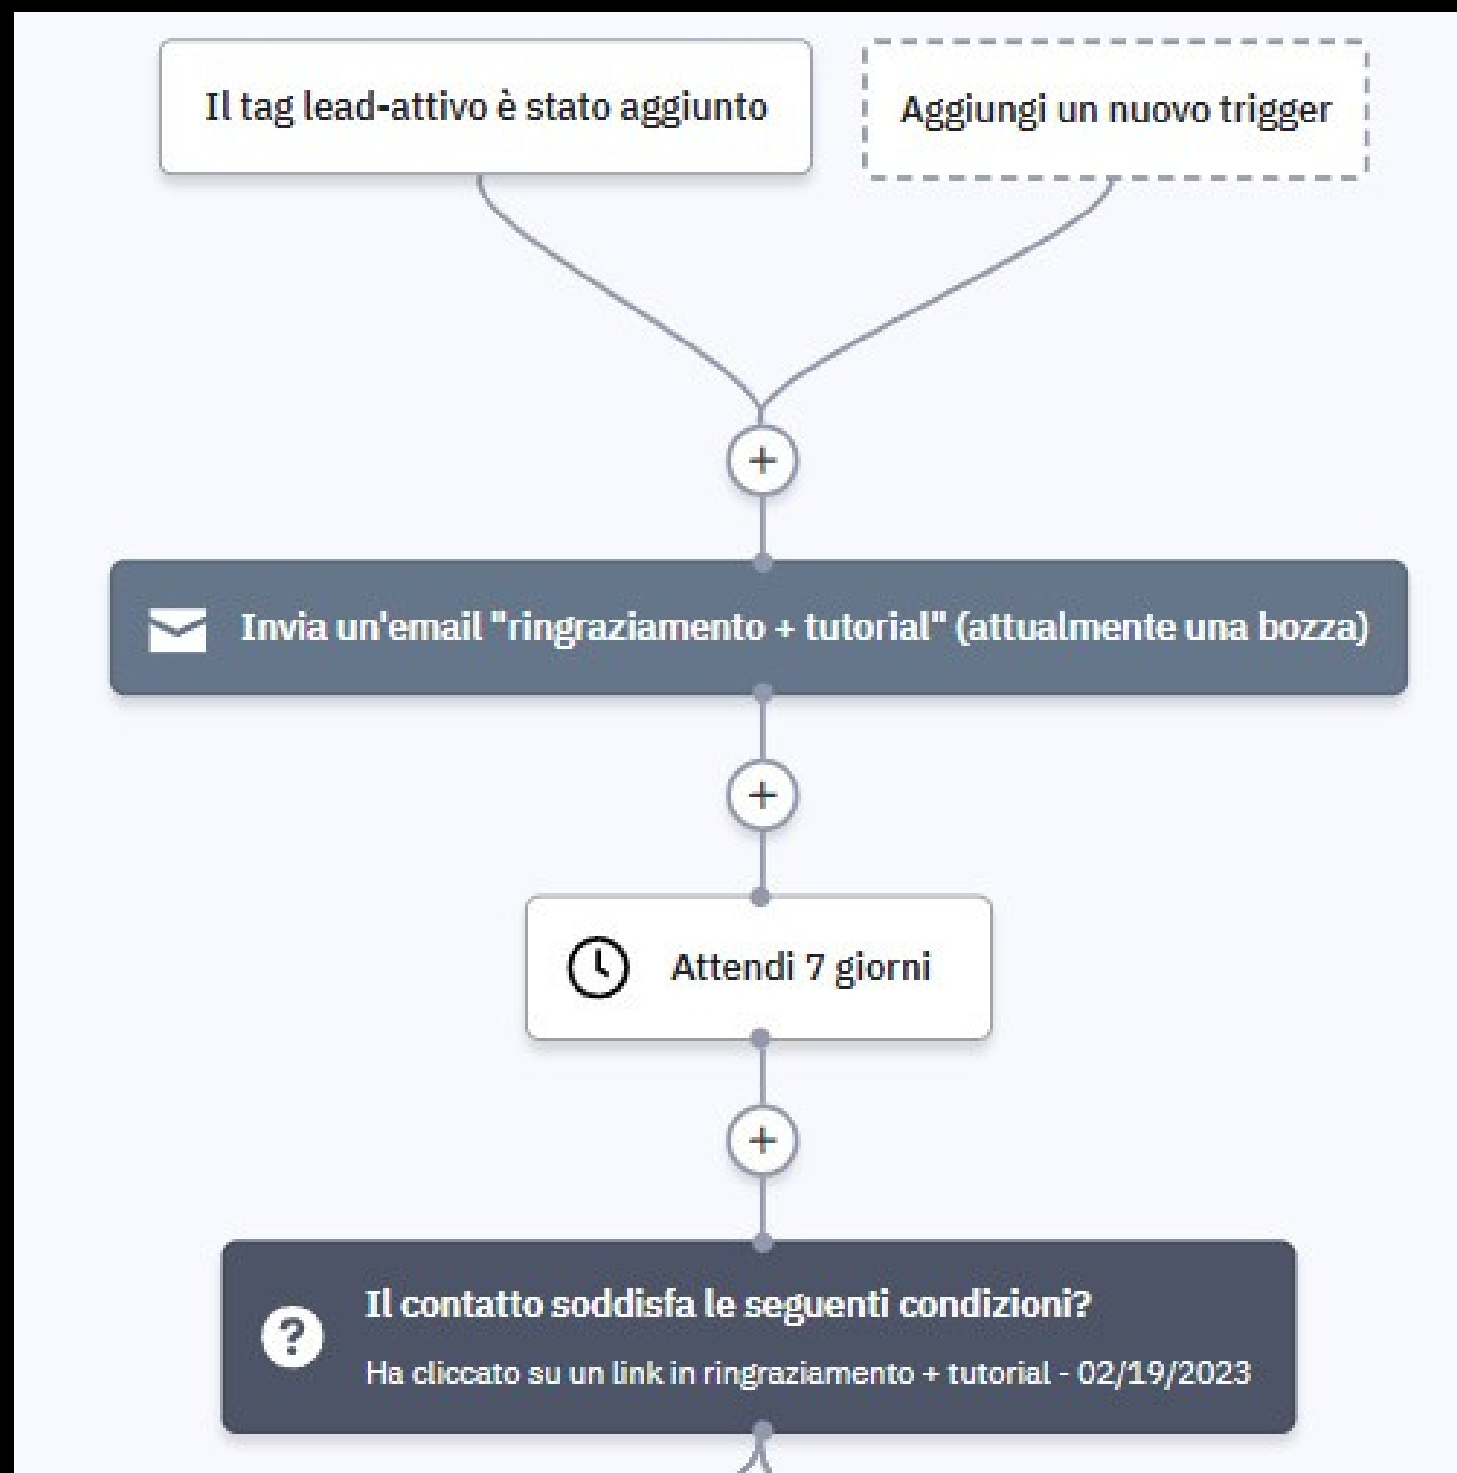 Il tag lead-attivo è stato aggiunto
Aggiungi un nuovo trigger
Invia un'email "ringraziamento + tutorial" (attualmente una bozza)
Attendi 7 giorni
Il contatto soddisfa le seguenti condizioni?
Ha cliccato su un link in ringraziamento + tutorial - 02/19/2023